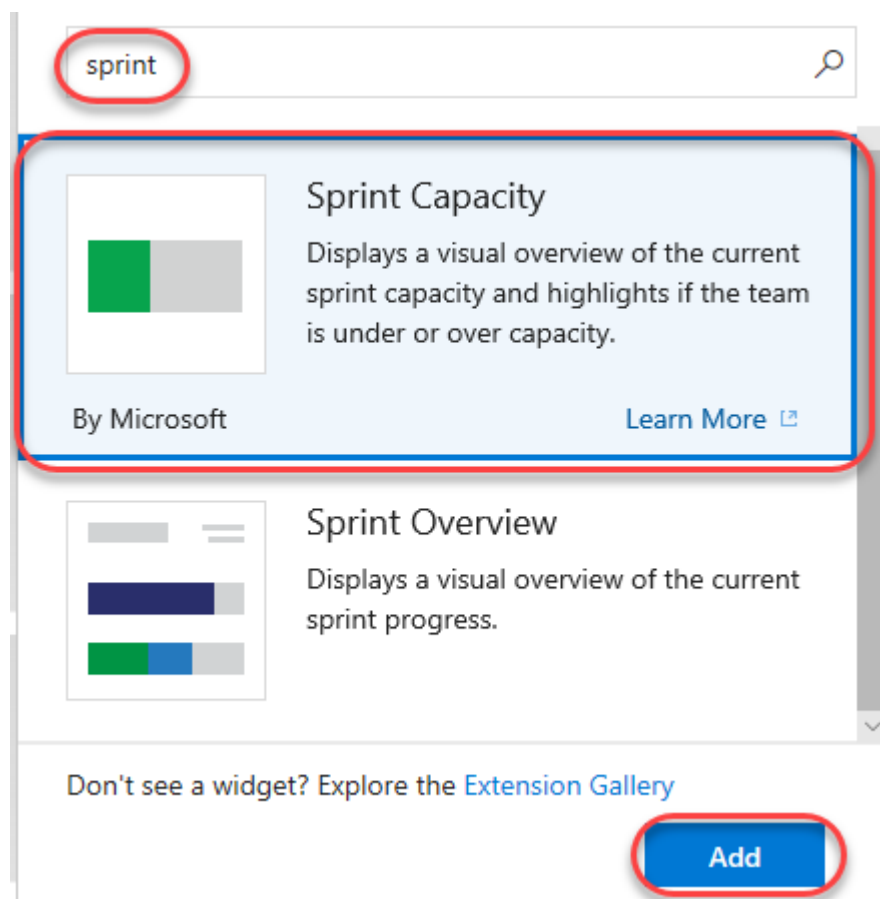 sprint
Sprint Capacity
Displays a visual overview of the current
sprint capacity and highlights if the team
is under or over capacity.
By Microsoft
Learn More
Sprint Overview
Displays a visual overview of the current
sprint progress.
Don't see a widget? Explore the Extension Gallery
Add